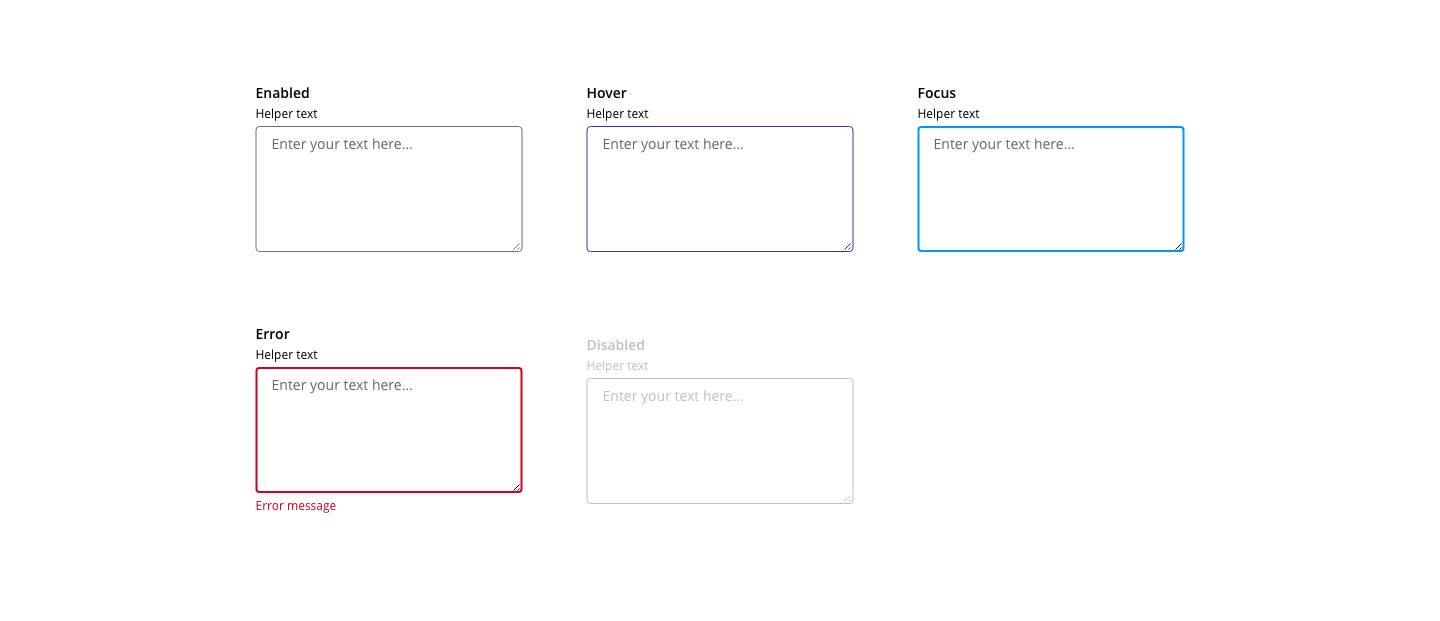 Enabled
Helper text
Enter your text here...
Hover
Helper text
Enter your text here...
Focus
Helper text
Enter your text here...
Error
Helper text
Enter your text here...
Error message
Disabled
Helper text
Enter your text here...